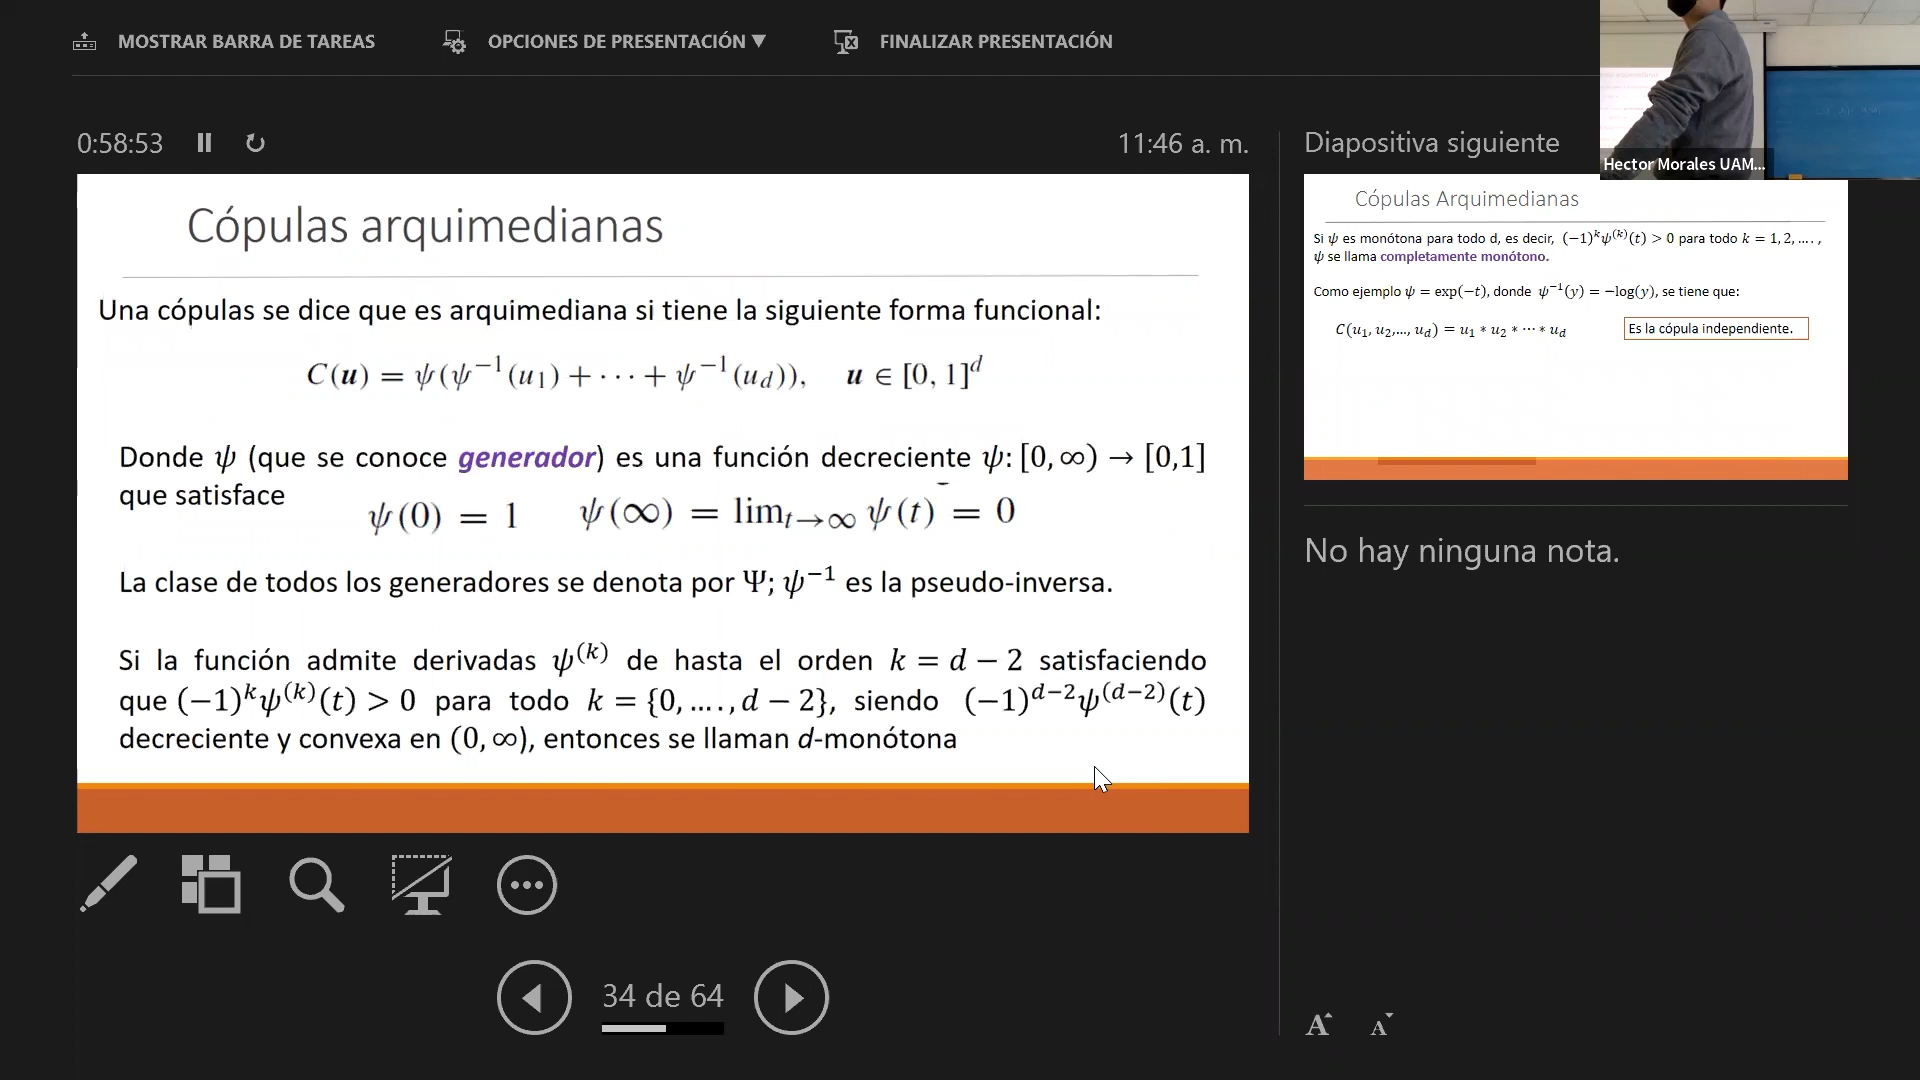 MOSTRAR BARRA DE TAREAS
OPCIONES DE PRESENTACIÓN ▼
FINALIZAR PRESENTACIÓN
0:58:53
11:46 a. m.
Cópulas arquimedianas
Una cópulas se dice que es arquimediana si tiene la siguiente forma funcional:
C(u) = ψ(ψ⁻¹(u₁) + · · · + ψ⁻¹(u_d)), u ∈ [0, 1]^d
Donde ψ (que se conoce generador) es una función decreciente ψ: [0, ∞) → [0,1]
que satisface
ψ(0) = 1 ψ(∞) = lim_{t→∞} ψ(t) = 0
La clase de todos los generadores se denota por Ψ; ψ⁻¹ es la pseudo-inversa.
Si la función admite derivadas ψ^(k) de hasta el orden k = d − 2 satisfaciendo
que (−1)^k ψ^(k)(t) > 0 para todo k = {0, …. , d − 2}, siendo (−1)^{d−2} ψ^(d−2)(t)
decreciente y convexa en (0, ∞), entonces se llaman d-monótona
34 de 64
Diapositiva siguiente
Hector Morales UAM...
Cópulas Arquimedianas
Si ψ es monótona para todo d, es decir, (−1)^k ψ^(k)(t) > 0 para todo k = 1, 2, …. ,
ψ se llama completamente monótono.
Como ejemplo ψ = exp(−t), donde ψ⁻¹(y) = −log(y), se tiene que:
C(u₁, u₂,…, u_d) = u₁ ∗ u₂ ∗ ⋯ ∗ u_d
Es la cópula independiente.
No hay ninguna nota.
A A